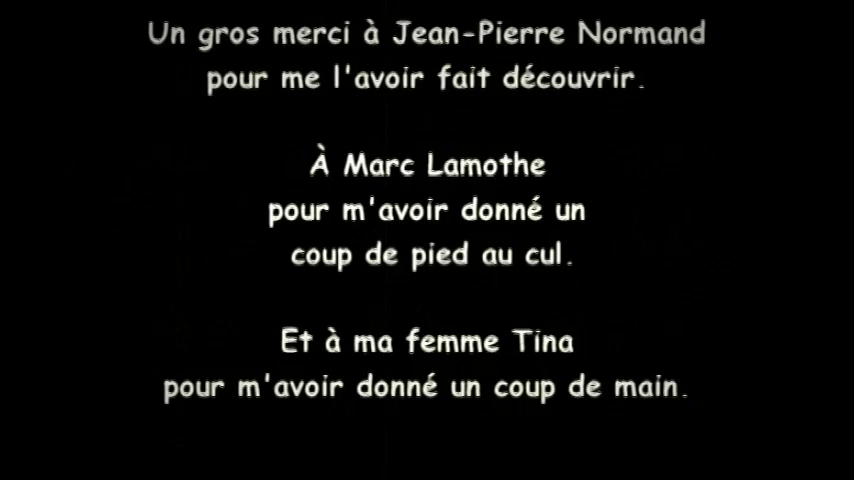 Un gros merci à Jean-Pierre Normand
pour me l'avoir fait découvrir.
À Marc Lamothe
pour m'avoir donné un
coup de pied au cul.
Et à ma femme Tina
pour m'avoir donné un coup de main.